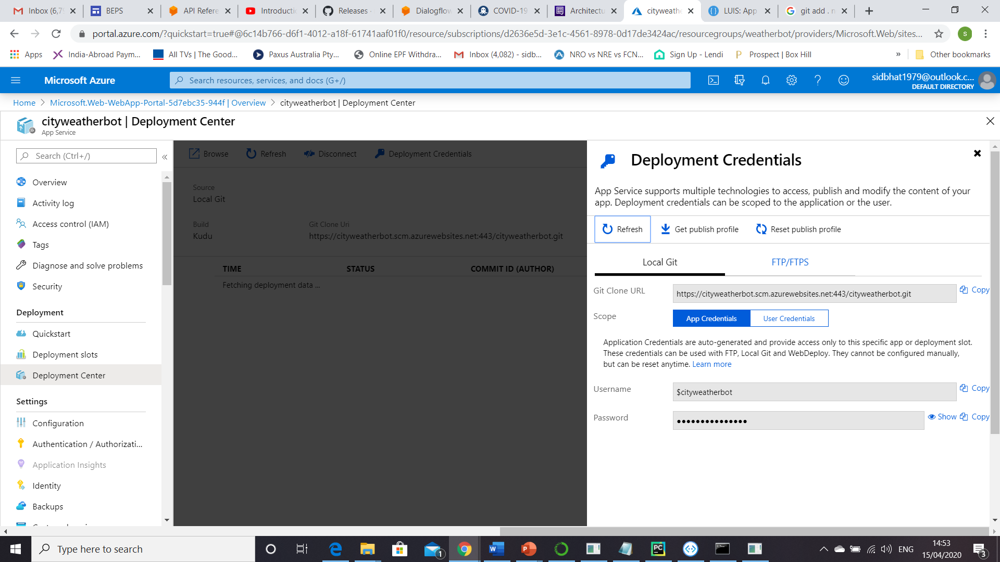 Inbox (6,79
BEPS
API Refere
Introductio
Releases ·
Dialogflow
COVID-19
Architectu
cityweathe
LUIS: App
git add . n
portal.azure.com/?quickstart=true#@6c14b766-d6f1-4012-a18f-61741aaf01f0/resource/subscriptions/d2636e5d-3e1c-4561-8978-0d17de3424ac/resourcegroups/weatherbot/providers/Microsoft.Web/sites...
s
Apps
India-Abroad Paym...
All TVs | The Good...
Paxus Australia Pty...
Online EPF Withdra...
Inbox (4,082) - sidb...
NRO vs NRE vs FCN...
Sign Up - Lendi
Prospect | Box Hill
»
Other bookmarks
Microsoft Azure
Search resources, services, and docs (G+/)
sidbhat1979@outlook.c...
DEFAULT DIRECTORY
Home > Microsoft.Web-WebApp-Portal-5d7ebc35-944f | Overview > cityweatherbot | Deployment Center
cityweatherbot | Deployment Center
App Service
Search (Ctrl+/)
«
Overview
Activity log
Access control (IAM)
Tags
Diagnose and solve problems
Security
Deployment
Quickstart
Deployment slots
Deployment Center
Settings
Configuration
Authentication / Authorizati...
Application Insights
Identity
Backups
Browse
Refresh
Disconnect
Deployment Credentials
Source
Local Git
Build
Kudu
Git Clone Uri
https://cityweatherbot.scm.azurewebsites.net:443/cityweatherbot.git
TIME
STATUS
COMMIT ID (AUTHOR)
Fetching deployment data ...
Deployment Credentials
App Service supports multiple technologies to access, publish and modify the content of your
app. Deployment credentials can be scoped to the application or the user.
Refresh
Get publish profile
Reset publish profile
Local Git
FTP/FTPS
Git Clone URL
https://cityweatherbot.scm.azurewebsites.net:443/cityweatherbot.git
Copy
Scope
App Credentials
User Credentials
Application Credentials are auto-generated and provide access only to this specific app or deployment slot.
These credentials can be used with FTP, Local Git and WebDeploy. They cannot be configured manually,
but can be reset anytime. Learn more
Username
$cityweatherbot
Copy
Password
•••••••••••••••
Show
Copy
Type here to search
1
ENG
14:53
15/04/2020
3